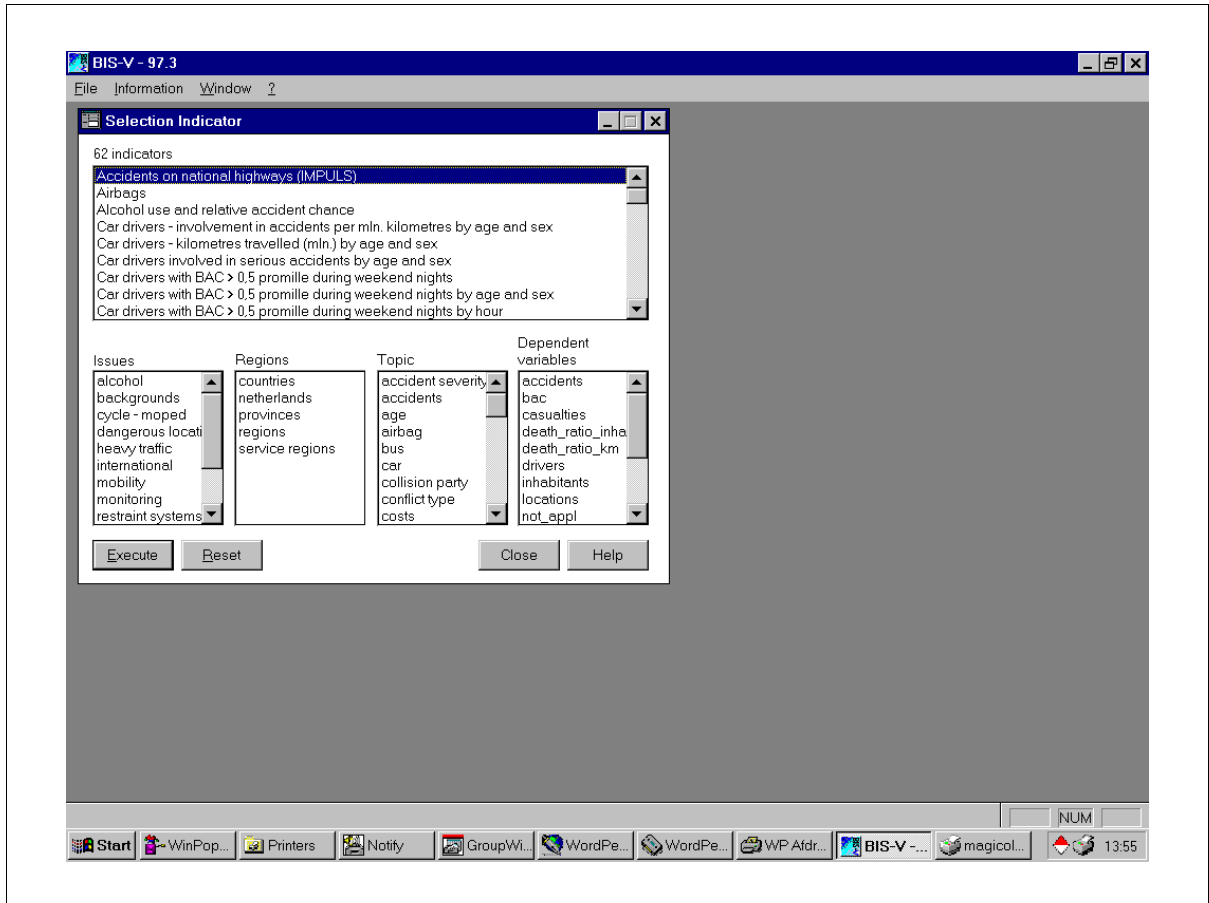 BIS-V - 97.3
File Information Window ?
Selection Indicator
62 indicators
Accidents on national highways (IMPULS)
Airbags
Alcohol use and relative accident chance
Car drivers - involvement in accidents per mln. kilometres by age and sex
Car drivers - kilometres travelled (mln.) by age and sex
Car drivers involved in serious accidents by age and sex
Car drivers with BAC > 0,5 promille during weekend nights
Car drivers with BAC > 0,5 promille during weekend nights by age and sex
Car drivers with BAC > 0,5 promille during weekend nights by hour
Issues
alcohol
backgrounds
cycle - moped
dangerous locati
heavy traffic
international
mobility
monitoring
restraint systems
Regions
countries
netherlands
provinces
regions
service regions
Topic
accident severity
accidents
age
airbag
bus
car
collision party
conflict type
costs
Dependent
variables
accidents
bac
casualties
death_ratio_inha
death_ratio_km
drivers
inhabitants
locations
not_appl
Execute Reset Close Help
NUM
Start WinPop... Printers Notify GroupWi... WordPe... WordPe... WP Afdr... BIS-V -... magicol... 13:55